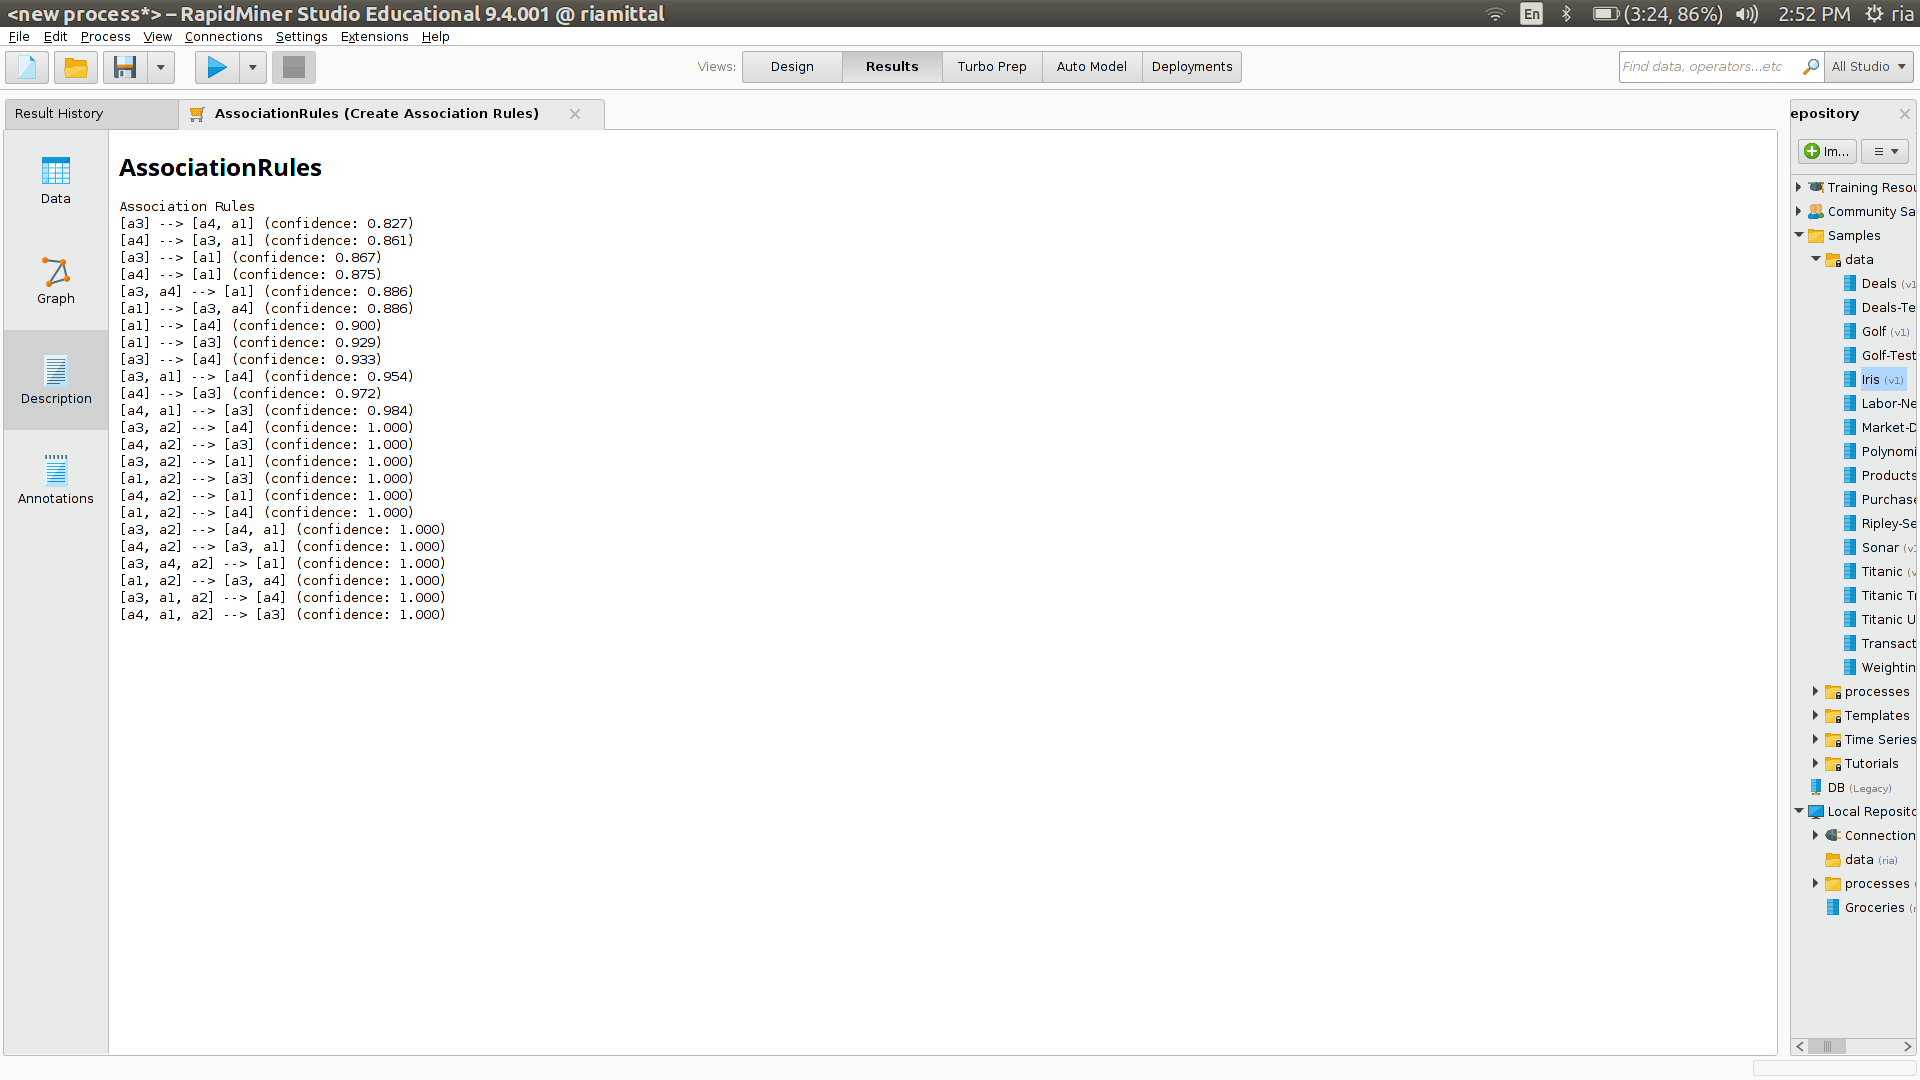 <new process*> – RapidMiner Studio Educational 9.4.001 @ riamittal
En (3:24, 86%) 2:52 PM ria
File Edit Process View Connections Settings Extensions Help
Views: Design Results Turbo Prep Auto Model Deployments
Find data, operators...etc All Studio
Result History
AssociationRules (Create Association Rules)
Data
Graph
Description
Annotations
AssociationRules
Association Rules
[a3] --> [a4, a1] (confidence: 0.827)
[a4] --> [a3, a1] (confidence: 0.861)
[a3] --> [a1] (confidence: 0.867)
[a4] --> [a1] (confidence: 0.875)
[a3, a4] --> [a1] (confidence: 0.886)
[a1] --> [a3, a4] (confidence: 0.886)
[a1] --> [a4] (confidence: 0.900)
[a1] --> [a3] (confidence: 0.929)
[a3] --> [a4] (confidence: 0.933)
[a3, a1] --> [a4] (confidence: 0.954)
[a4] --> [a3] (confidence: 0.972)
[a4, a1] --> [a3] (confidence: 0.984)
[a3, a2] --> [a4] (confidence: 1.000)
[a4, a2] --> [a3] (confidence: 1.000)
[a3, a2] --> [a1] (confidence: 1.000)
[a1, a2] --> [a3] (confidence: 1.000)
[a4, a2] --> [a1] (confidence: 1.000)
[a1, a2] --> [a4] (confidence: 1.000)
[a3, a2] --> [a4, a1] (confidence: 1.000)
[a4, a2] --> [a3, a1] (confidence: 1.000)
[a3, a4, a2] --> [a1] (confidence: 1.000)
[a1, a2] --> [a3, a4] (confidence: 1.000)
[a3, a1, a2] --> [a4] (confidence: 1.000)
[a4, a1, a2] --> [a3] (confidence: 1.000)
epository
Im...
Training Resou
Community Sa
Samples
data
Deals (v1
Deals-Te
Golf (v1)
Golf-Test
Iris (v1)
Labor-Ne
Market-D
Polynomi
Products
Purchase
Ripley-Se
Sonar (v
Titanic (v
Titanic T
Titanic U
Transact
Weightin
processes
Templates
Time Series
Tutorials
DB (Legacy)
Local Reposito
Connection
data (ria)
processes
Groceries (r